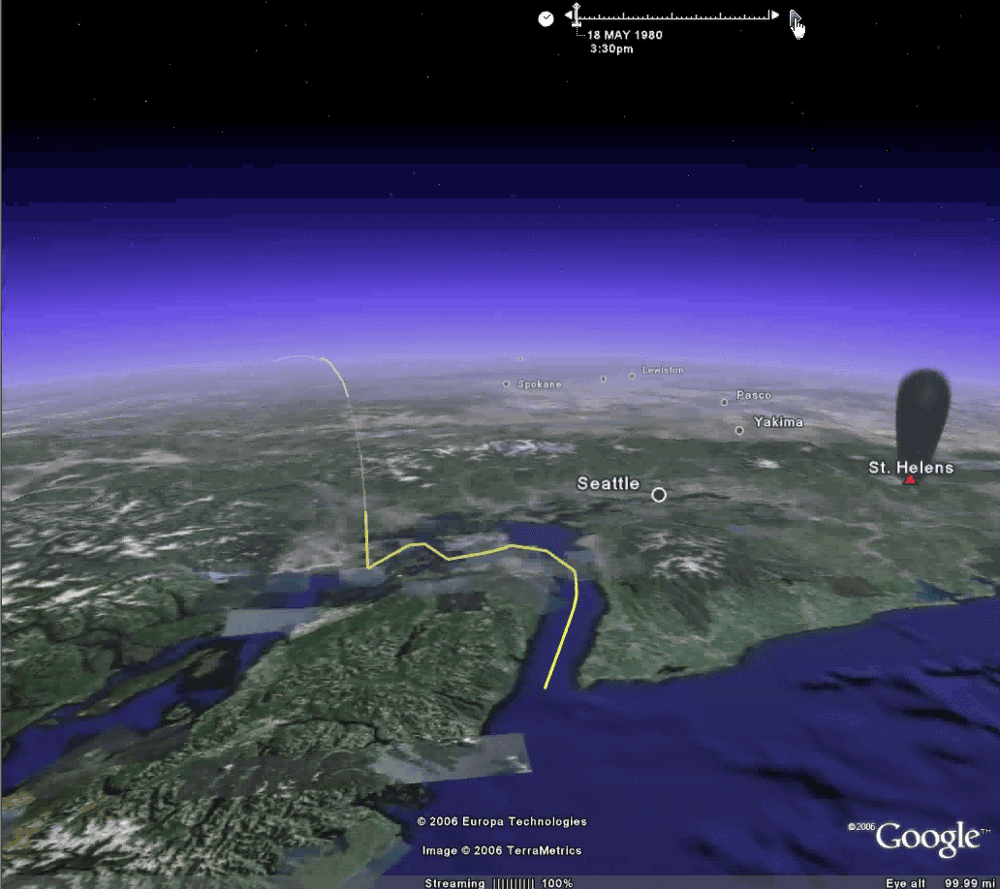 18 MAY 1980
3:30pm
Lewiston
Spokane
Pasco
Yakima
St. Helens
Seattle
© 2006 Europa Technologies
©2006 Google™
Image © 2006 TerraMetrics
Streaming |||||||||| 100%
Eye alt 99.99 mi